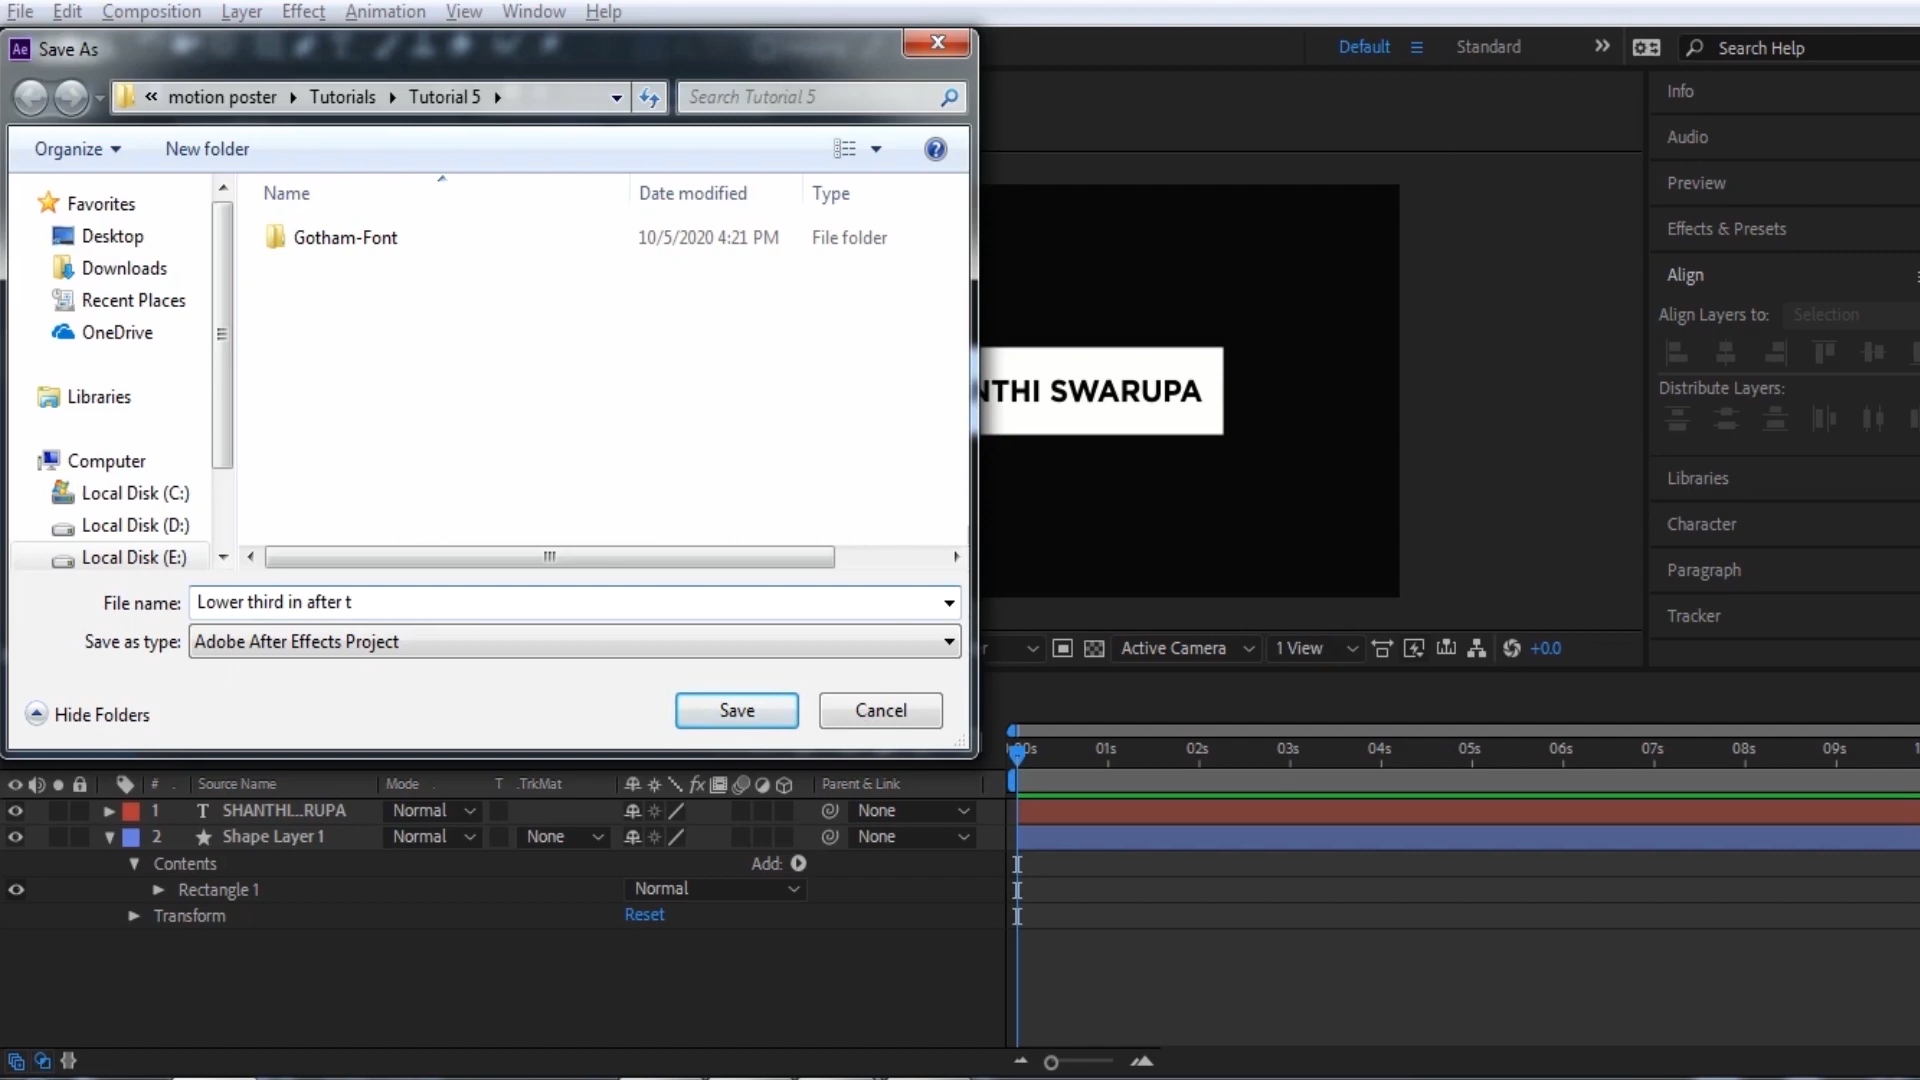 File Edit Composition Layer Effect Animation View Window Help
Ae Save As
Default Standard Search Help
« motion poster Tutorials Tutorial 5 Search Tutorial 5
Organize New folder
Name Date modified Type
Gotham-Font 10/5/2020 4:21 PM File folder
Favorites
Desktop
Downloads
Recent Places
OneDrive
Libraries
Computer
Local Disk (C:)
Local Disk (D:)
Local Disk (E:)
File name: Lower third in after t
Save as type: Adobe After Effects Project
Hide Folders Save Cancel
NTHI SWARUPA
Info
Audio
Preview
Effects & Presets
Align
Align Layers to: Selection
Distribute Layers:
Libraries
Character
Paragraph
Tracker
Active Camera 1 View +0.0
01s 02s 03s 04s 05s 06s 07s 08s 09s
# Source Name Mode T .TrkMat fx Parent & Link
1 T SHANTHI...RUPA Normal None
2 Shape Layer 1 Normal None None
Contents Add:
Rectangle 1 Normal
Transform Reset